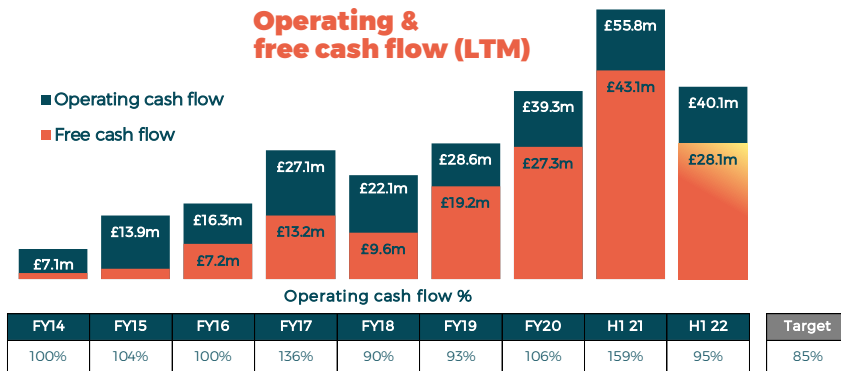 Operating &
free cash flow (LTM)
Operating cash flow
Free cash flow
£7.1m
£13.9m
£16.3m
£7.2m
£27.1m
£13.2m
£22.1m
£9.6m
£28.6m
£19.2m
£39.3m
£27.3m
£55.8m
£43.1m
£40.1m
£28.1m
Operating cash flow %
FY14 FY15 FY16 FY17 FY18 FY19 FY20 H1 21 H1 22 Target
100% 104% 100% 136% 90% 93% 106% 159% 95% 85%